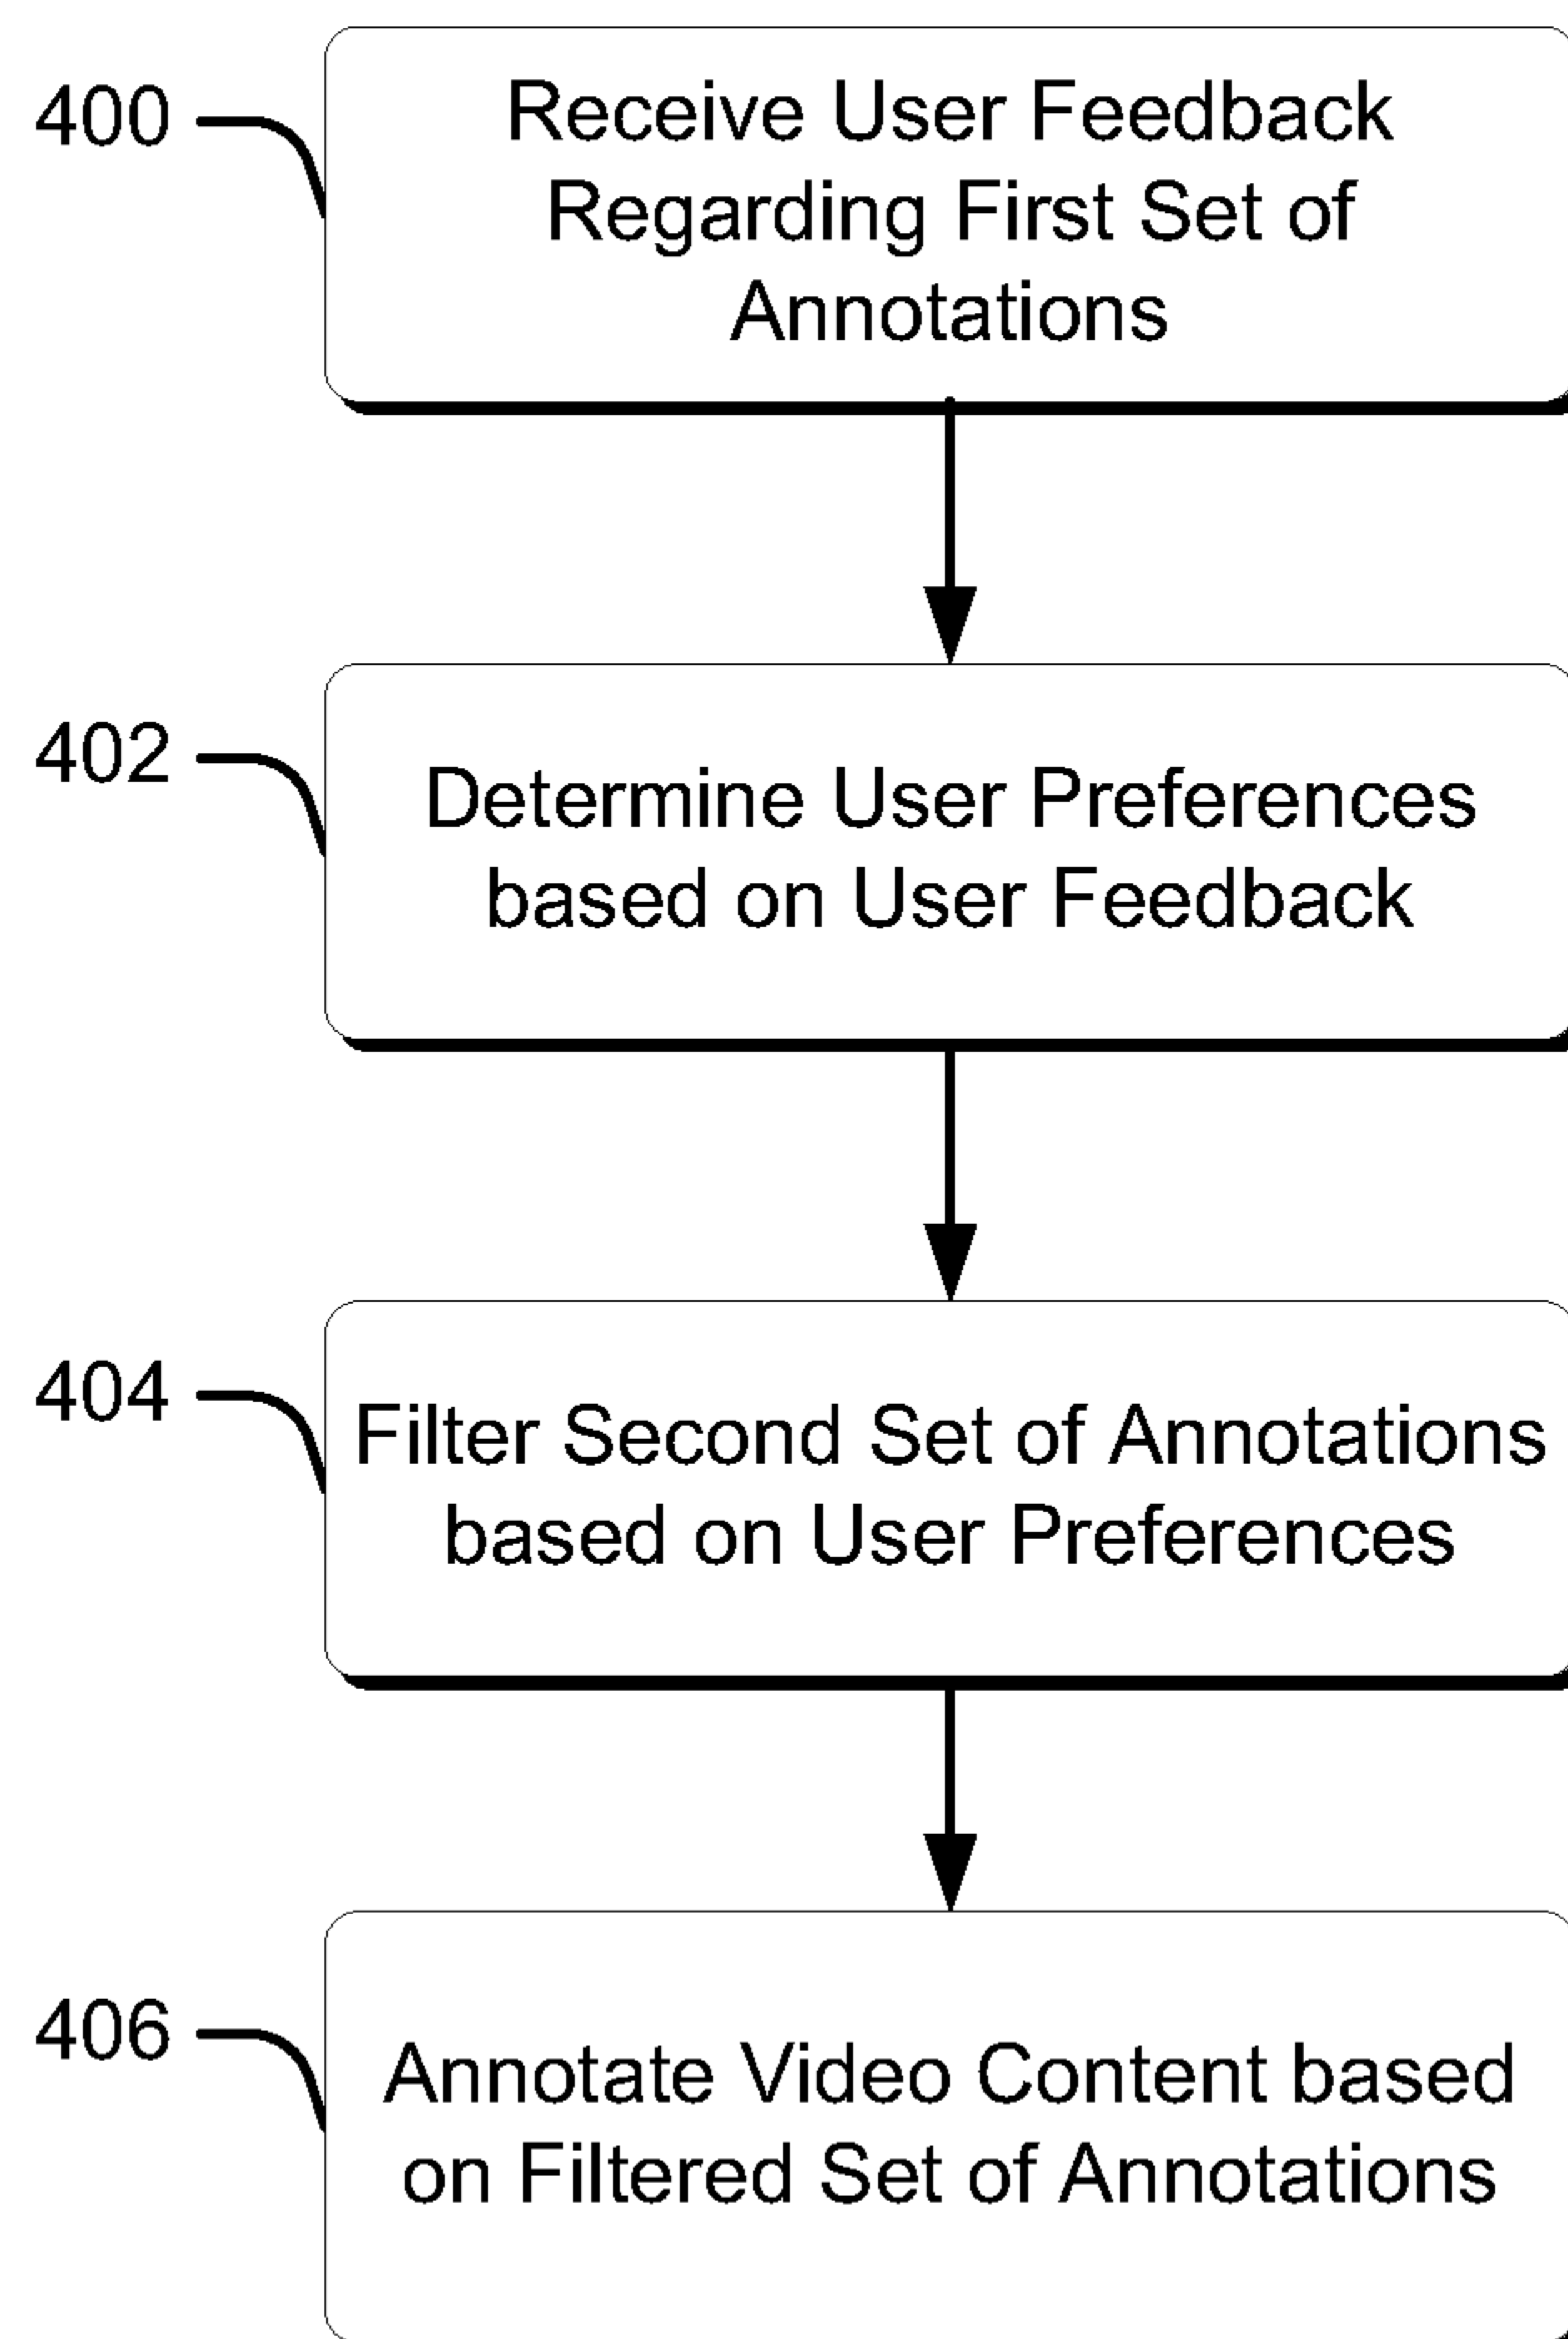 400
Receive User Feedback
Regarding First Set of
Annotations
402
Determine User Preferences
based on User Feedback
404
Filter Second Set of Annotations
based on User Preferences
406
Annotate Video Content based
on Filtered Set of Annotations